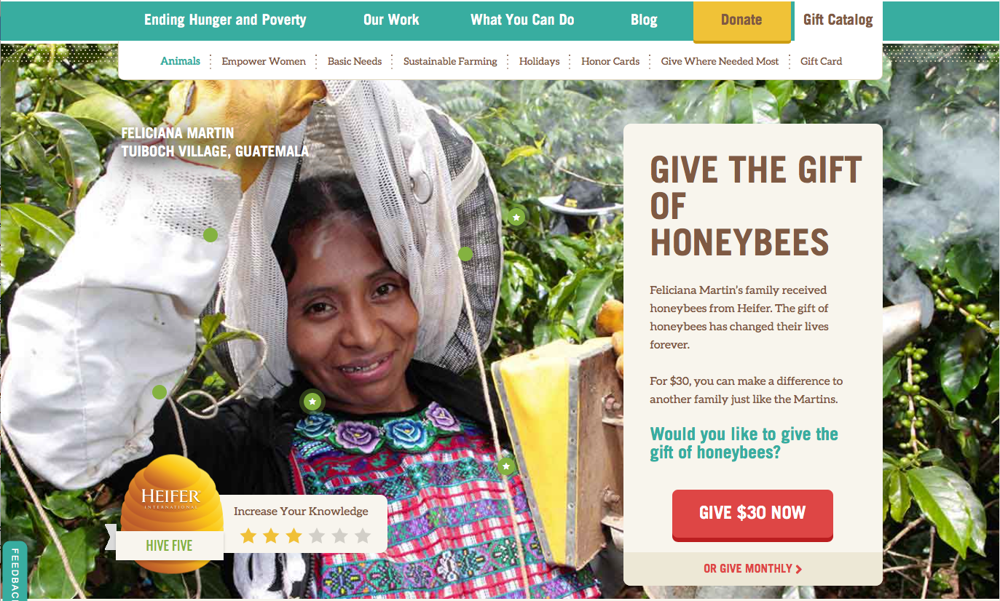 Ending Hunger and Poverty Our Work What You Can Do Blog Donate Gift Catalog
Animals Empower Women Basic Needs Sustainable Farming Holidays Honor Cards Give Where Needed Most Gift Card
FELICIANA MARTIN
TUIBOCH VILLAGE, GUATEMALA
GIVE THE GIFT
OF
HONEYBEES
Feliciana Martin's family received
honeybees from Heifer. The gift of
honeybees has changed their lives
forever.
For $30, you can make a difference to
another family just like the Martins.
Would you like to give the
gift of honeybees?
GIVE $30 NOW
OR GIVE MONTHLY
HEIFER
INTERNATIONAL
HIVE FIVE
Increase Your Knowledge
FEEDBAC